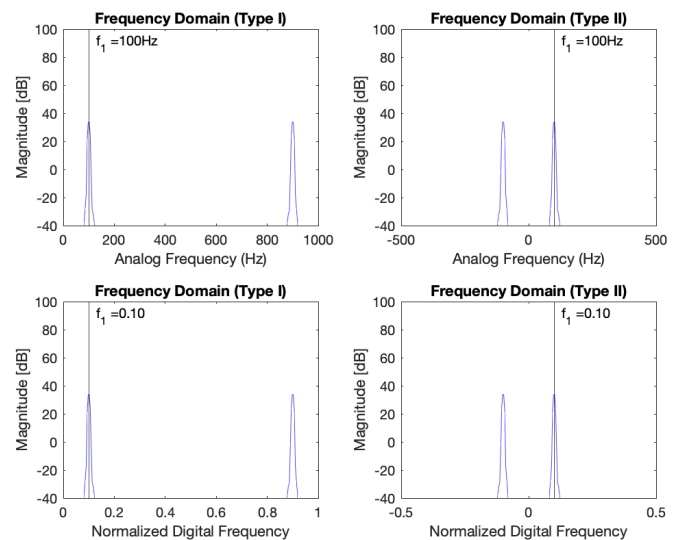 Frequency Domain (Type I)
100
80
60
40
20
0
-20
-40
Magnitude [dB]
f1 =100Hz
0 200 400 600 800 1000
Analog Frequency (Hz)
Frequency Domain (Type II)
100
80
60
40
20
0
-20
-40
Magnitude [dB]
f1 =100Hz
-500 0 500
Analog Frequency (Hz)
Frequency Domain (Type I)
100
80
60
40
20
0
-20
-40
Magnitude [dB]
f1 =0.10
0 0.2 0.4 0.6 0.8 1
Normalized Digital Frequency
Frequency Domain (Type II)
100
80
60
40
20
0
-20
-40
Magnitude [dB]
f1 =0.10
-0.5 0 0.5
Normalized Digital Frequency